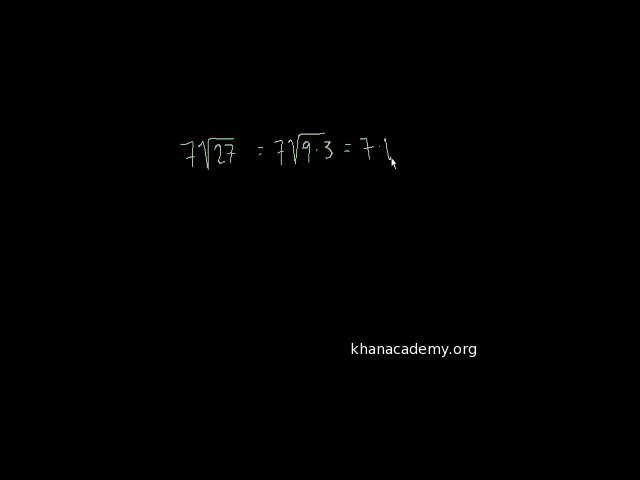 7√27 = 7√9·3 = 7·
khanacademy.org